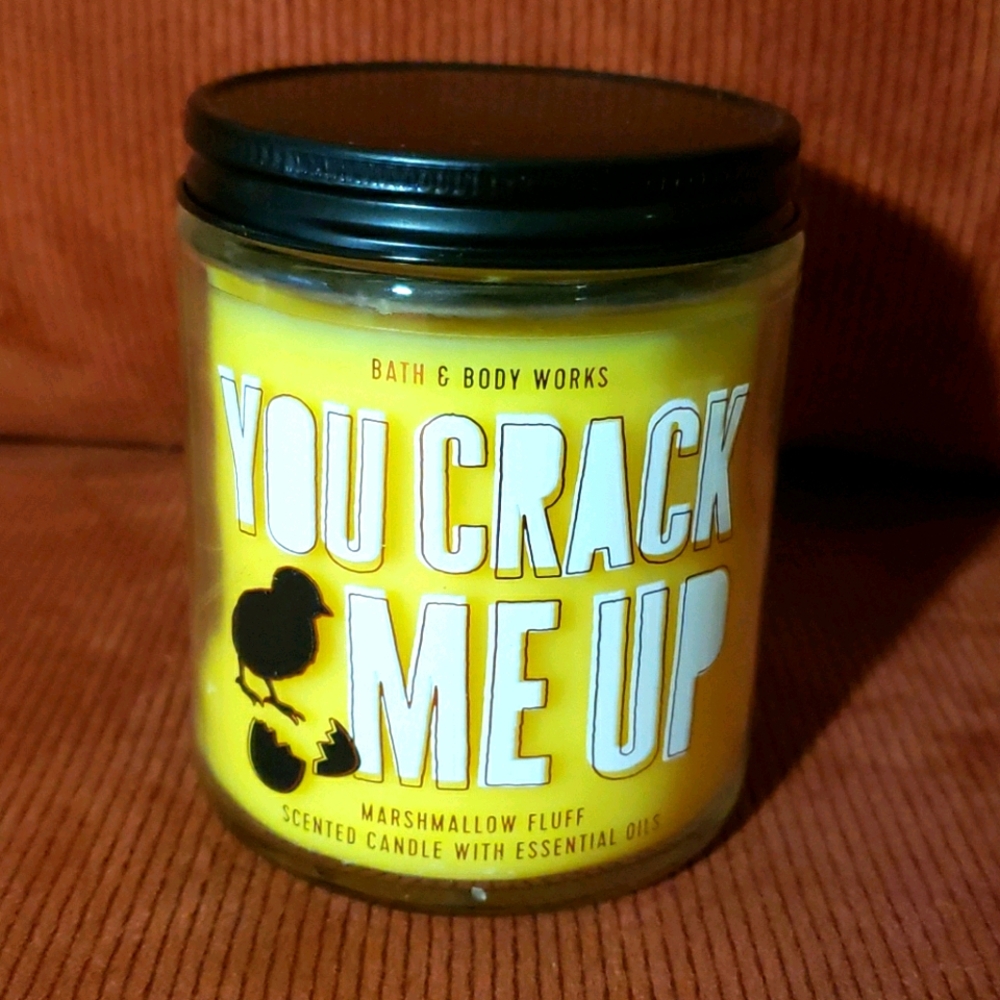 BATH & BODY WORKS
YOU CRACK
ME UP
MARSHMALLOW FLUFF
SCENTED CANDLE WITH ESSENTIAL OILS